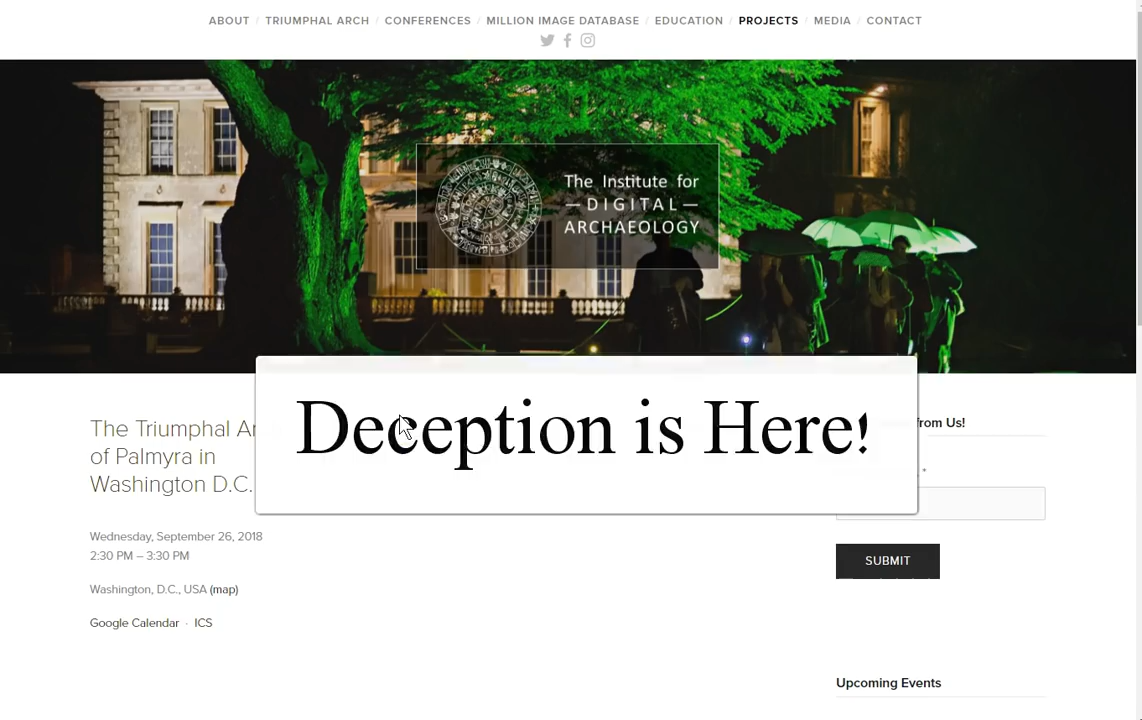 ABOUT / TRIUMPHAL ARCH / CONFERENCES / MILLION IMAGE DATABASE / EDUCATION / PROJECTS / MEDIA / CONTACT
The Institute for
— DIGITAL —
ARCHAEOLOGY
Deception is Here!
The Triumphal Ar
of Palmyra in
Washington D.C.
Wednesday, September 26, 2018
2:30 PM – 3:30 PM
Washington, D.C., USA (map)
Google Calendar · ICS
from Us!
*
SUBMIT
Upcoming Events